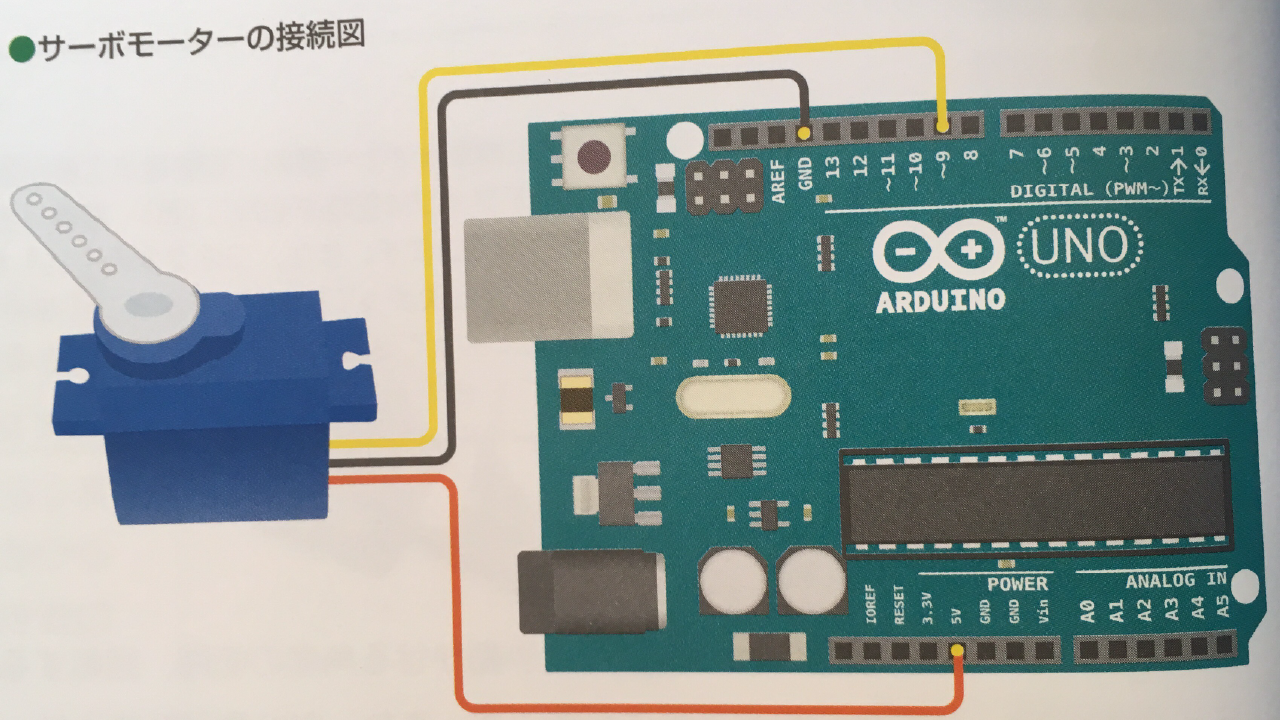 ●サーボモーターの接続図
AREF
GND
13
12
~11
~10
~9
8
7
~6
~5
4
~3
2
TX→1
RX←0
DIGITAL (PWM~)
UNO
TM
ARDUINO
POWER
ANALOG IN
IOREF
RESET
3.3V
5V
GND
GND
Vin
A0
A1
A2
A3
A4
A5